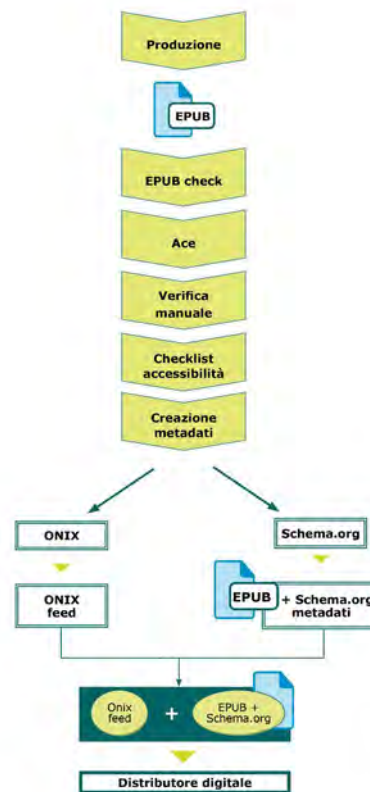 Produzione
EPUB
EPUB check
Ace
Verifica
manuale
Checklist
accessibilità
Creazione
metadati
ONIX
Schema.org
ONIX
feed
EPUB
+ Schema.org
metadati
Onix
feed
+
EPUB +
Schema.org
Distributore digitale